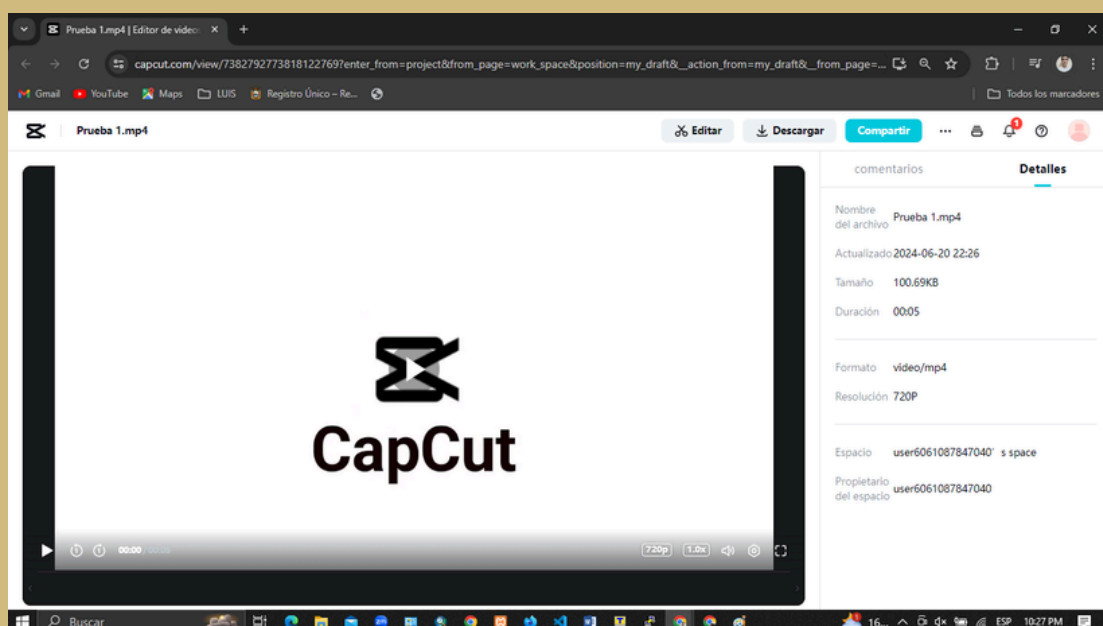 Prueba 1.mp4 | Editor de video
capcut.com/view/7382792773818122769?enter_from=project&from_page=work_space&position=my_draft&__action_from=my_draft&__from_page=...
Gmail YouTube Maps LUIS Registro Único – Re... Todos los marcadores
Prueba 1.mp4 Editar Descargar Compartir ... 1
comentarios Detalles
Nombre del archivo Prueba 1.mp4
Actualizado 2024-06-20 22:26
Tamaño 100.69KB
Duración 00:05
Formato video/mp4
Resolución 720P
Espacio user6061087847040' s space
Propietario del espacio user6061087847040
CapCut
00:00 720p 1.0x
Buscar 16... ESP 10:27 PM